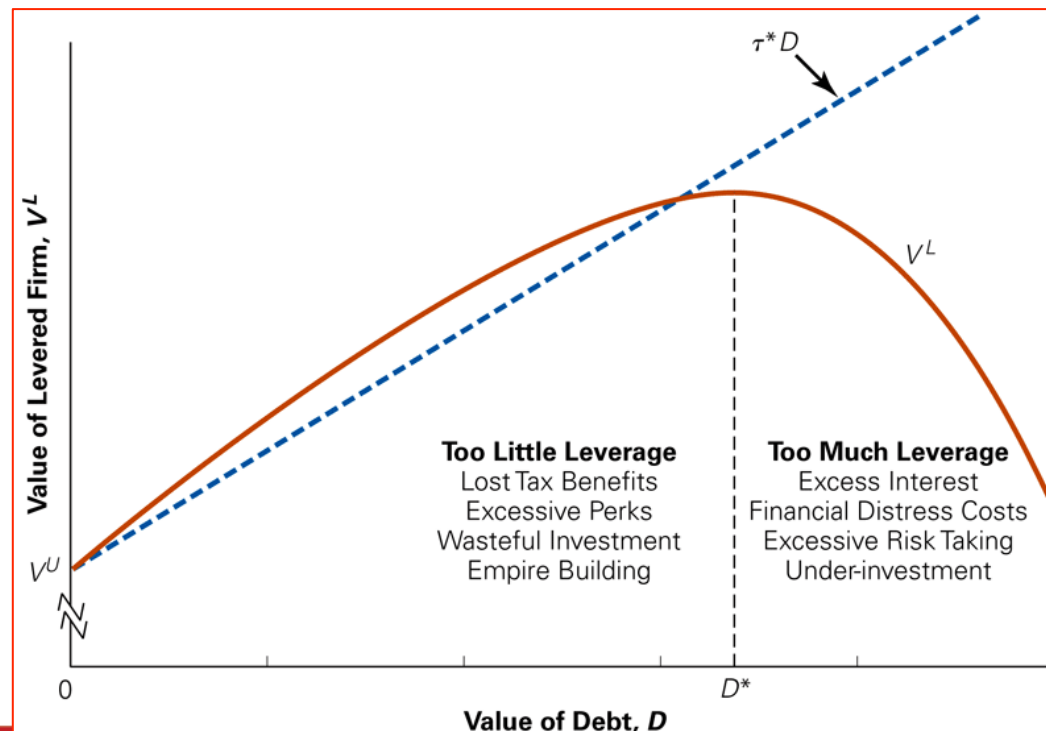 τ*D
Value of Levered Firm, V^L
V^L
Too Little Leverage
Lost Tax Benefits
Excessive Perks
Wasteful Investment
Empire Building
Too Much Leverage
Excess Interest
Financial Distress Costs
Excessive Risk Taking
Under-investment
V^U
0
D*
Value of Debt, D